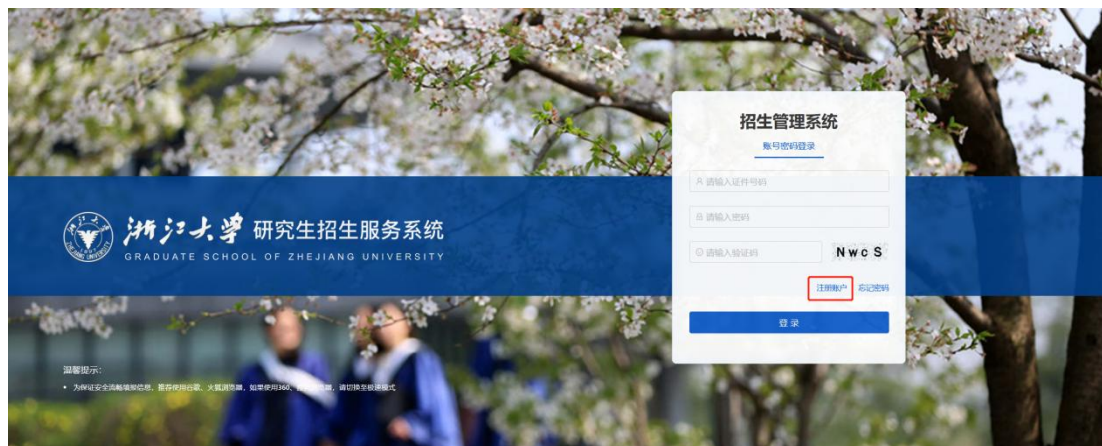 招生管理系统
账号密码登录
请输入证件号码
请输入密码
请输入验证码
NwcS
注册账户 忘记密码
登录
浙江大学 研究生招生服务系统
GRADUATE SCHOOL OF ZHEJIANG UNIVERSITY
温馨提示：
• 为保证安全流畅填报信息，推荐使用谷歌、火狐浏览器，如果使用360、
，请切换至极速模式